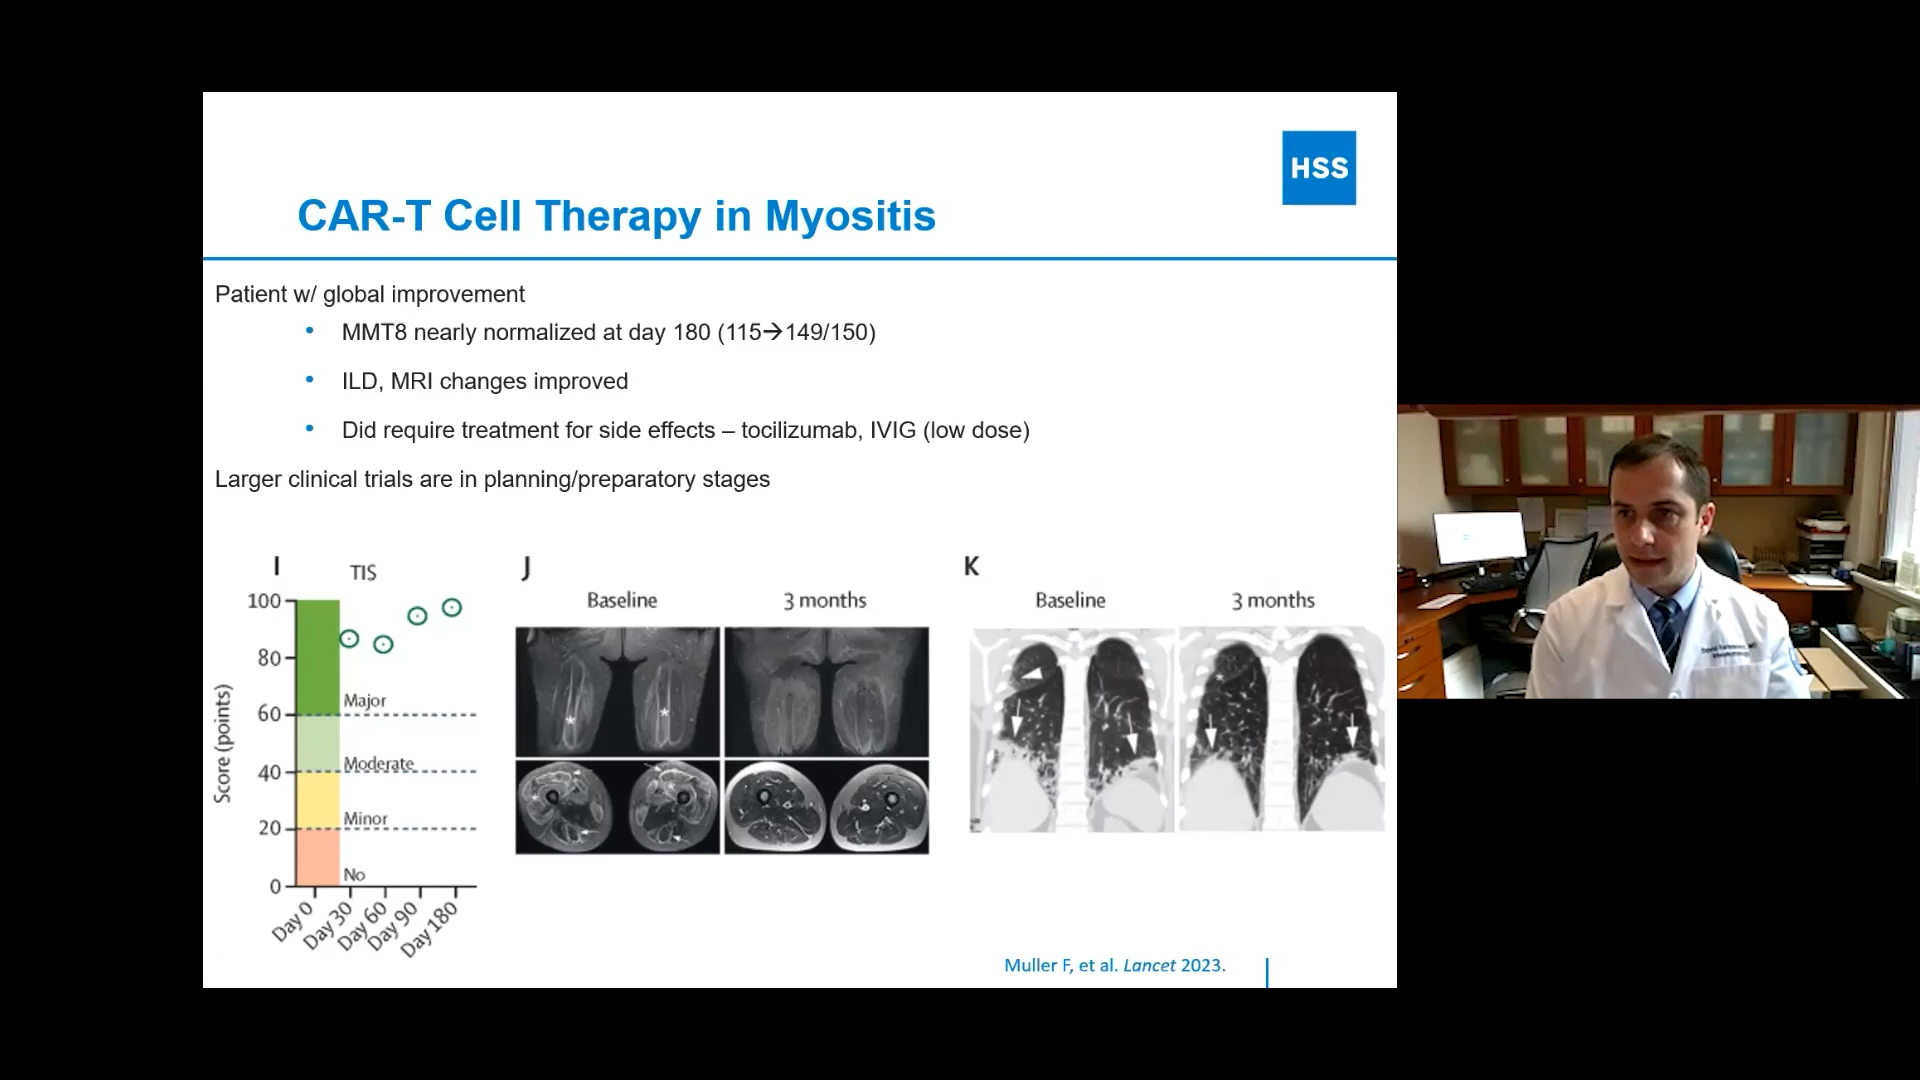 HSS
CAR-T Cell Therapy in Myositis
Patient w/ global improvement
• MMT8 nearly normalized at day 180 (115→149/150)
• ILD, MRI changes improved
• Did require treatment for side effects – tocilizumab, IVIG (low dose)
Larger clinical trials are in planning/preparatory stages
I
TIS
Score (points)
100
80
60
40
20
0
Major
Moderate
Minor
No
Day 0
Day 30
Day 60
Day 90
Day 180
J
Baseline
3 months
K
Baseline
3 months
Muller F, et al. Lancet 2023.